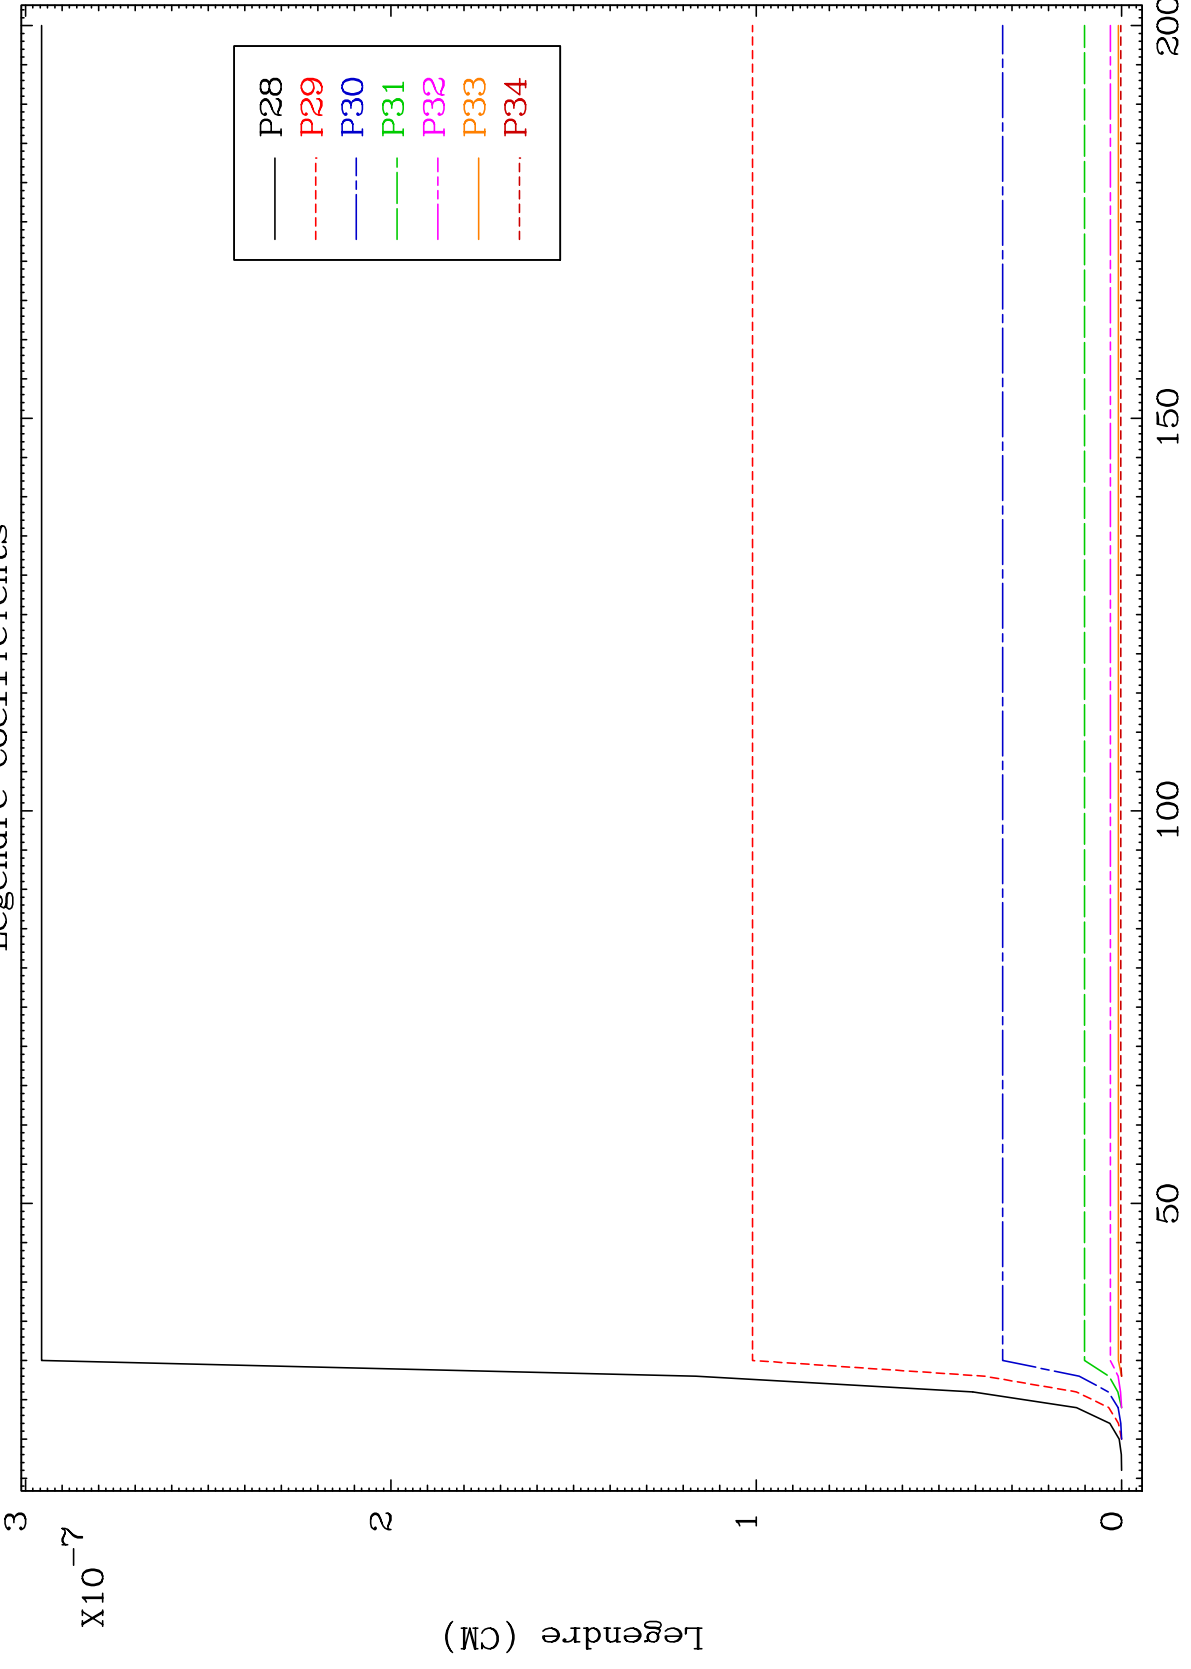 Legendre coefficients
3
2
1
0
X10-7
Legendre (CM)
P28
P29
P30
P31
P32
P33
P34
50
100
150
200